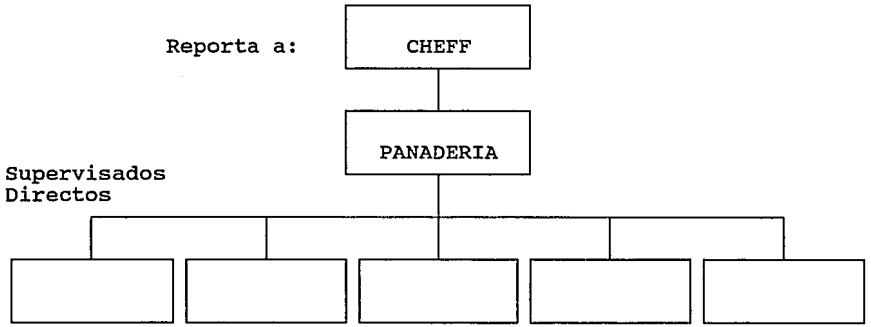 Reporta a:
CHEFF
PANADERIA
Supervisados
Directos